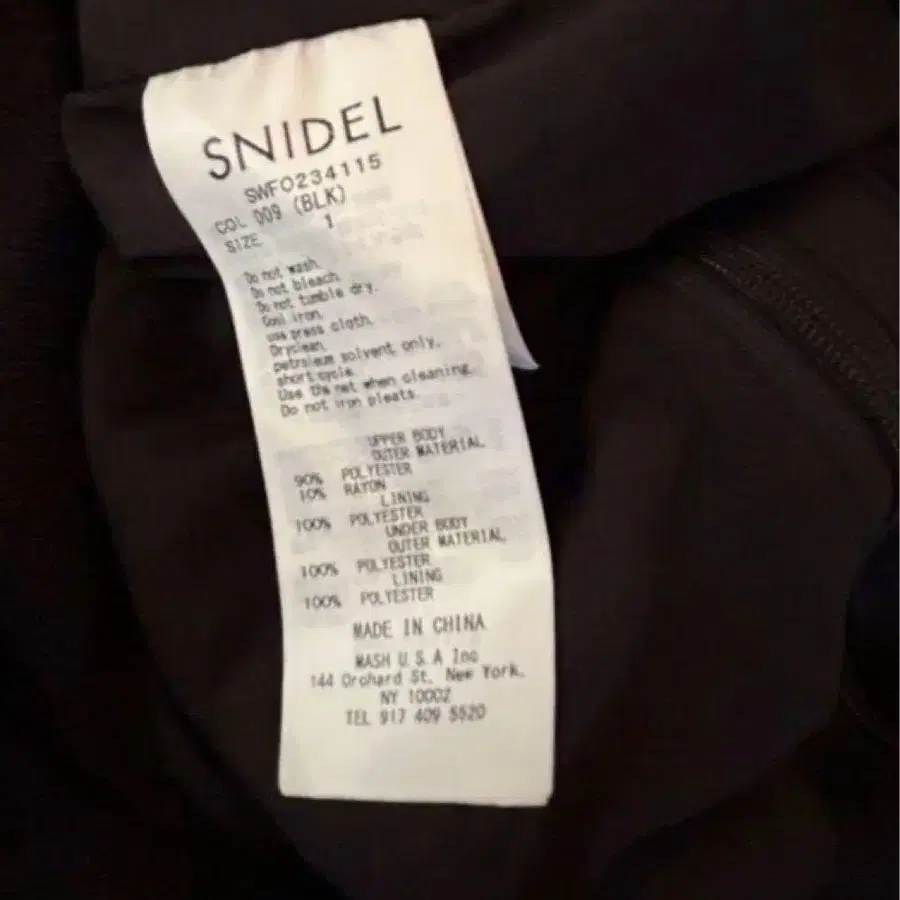 SNIDEL
SWFO234115
COL 009 (BLK)
SIZE 1
Do not wash.
Do not bleach.
Do not tumble dry.
Cool iron.
use press cloth.
Dryclean.
petroleum solvent only.
short cycle.
Use the net when cleaning.
Do not iron pleats.
UPPER BODY
OUTER MATERIAL
90% POLYESTER
10% RAYON
LINING
100% POLYESTER
UNDER BODY
OUTER MATERIAL
100% POLYESTER
LINING
100% POLYESTER
MADE IN CHINA
MASH U.S.A Inc
144 Orchard St. New York.
NY 10002
TEL 917 409 5520